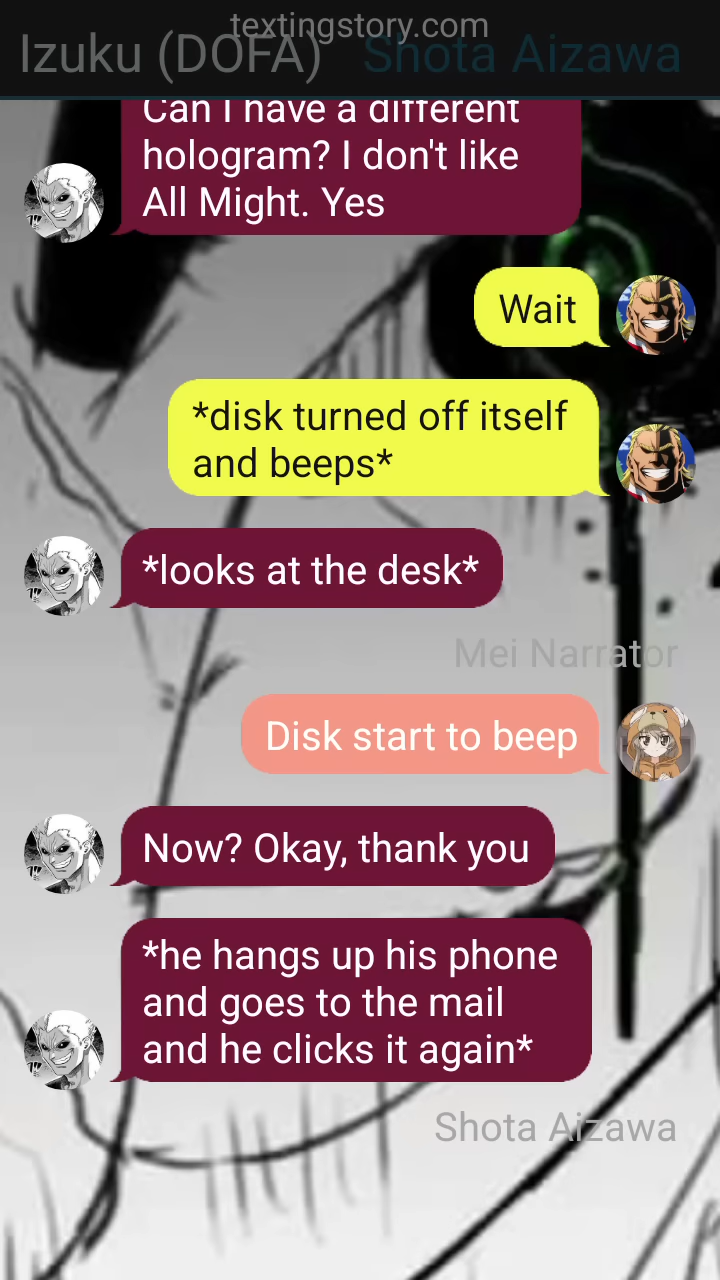 textingstory.com
Izuku (DOFA) Shota Aizawa
Can I have a different
hologram? I don't like
All Might. Yes
Wait
*disk turned off itself
and beeps*
*looks at the desk*
Mei Narrator
Disk start to beep
Now? Okay, thank you
*he hangs up his phone
and goes to the mail
and he clicks it again*
Shota Aizawa